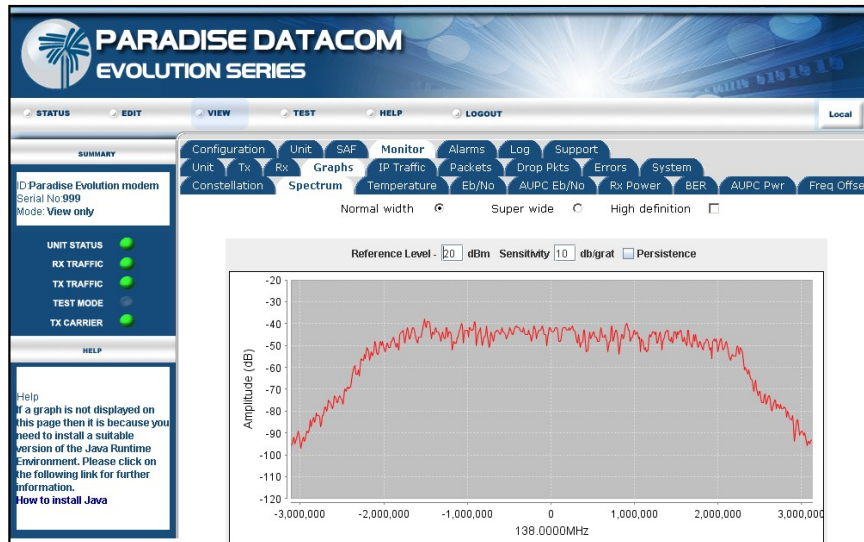 PARADISE DATACOM
EVOLUTION SERIES
STATUS EDIT VIEW TEST HELP LOGOUT Local
SUMMARY
ID:Paradise Evolution modem
Serial No:999
Mode: View only
UNIT STATUS
RX TRAFFIC
TX TRAFFIC
TEST MODE
TX CARRIER
HELP
Help
If a graph is not displayed on
this page then it is because you
need to install a suitable
version of the Java Runtime
Environment. Please click on
the following link for further
information.
How to install Java
Configuration Unit SAF Monitor Alarms Log Support
Unit Tx Rx Graphs IP Traffic Packets Drop Pkts Errors System
Constellation Spectrum Temperature Eb/No AUPC Eb/No Rx Power BER AUPC Pwr Freq Offse
Normal width Super wide High definition
Reference Level - 20 dBm Sensitivity 10 db/grat Persistence
Amplitude (dB)
-20
-30
-40
-50
-60
-70
-80
-90
-100
-110
-120
-3,000,000 -2,000,000 -1,000,000 0 1,000,000 2,000,000 3,000,000
138.0000MHz